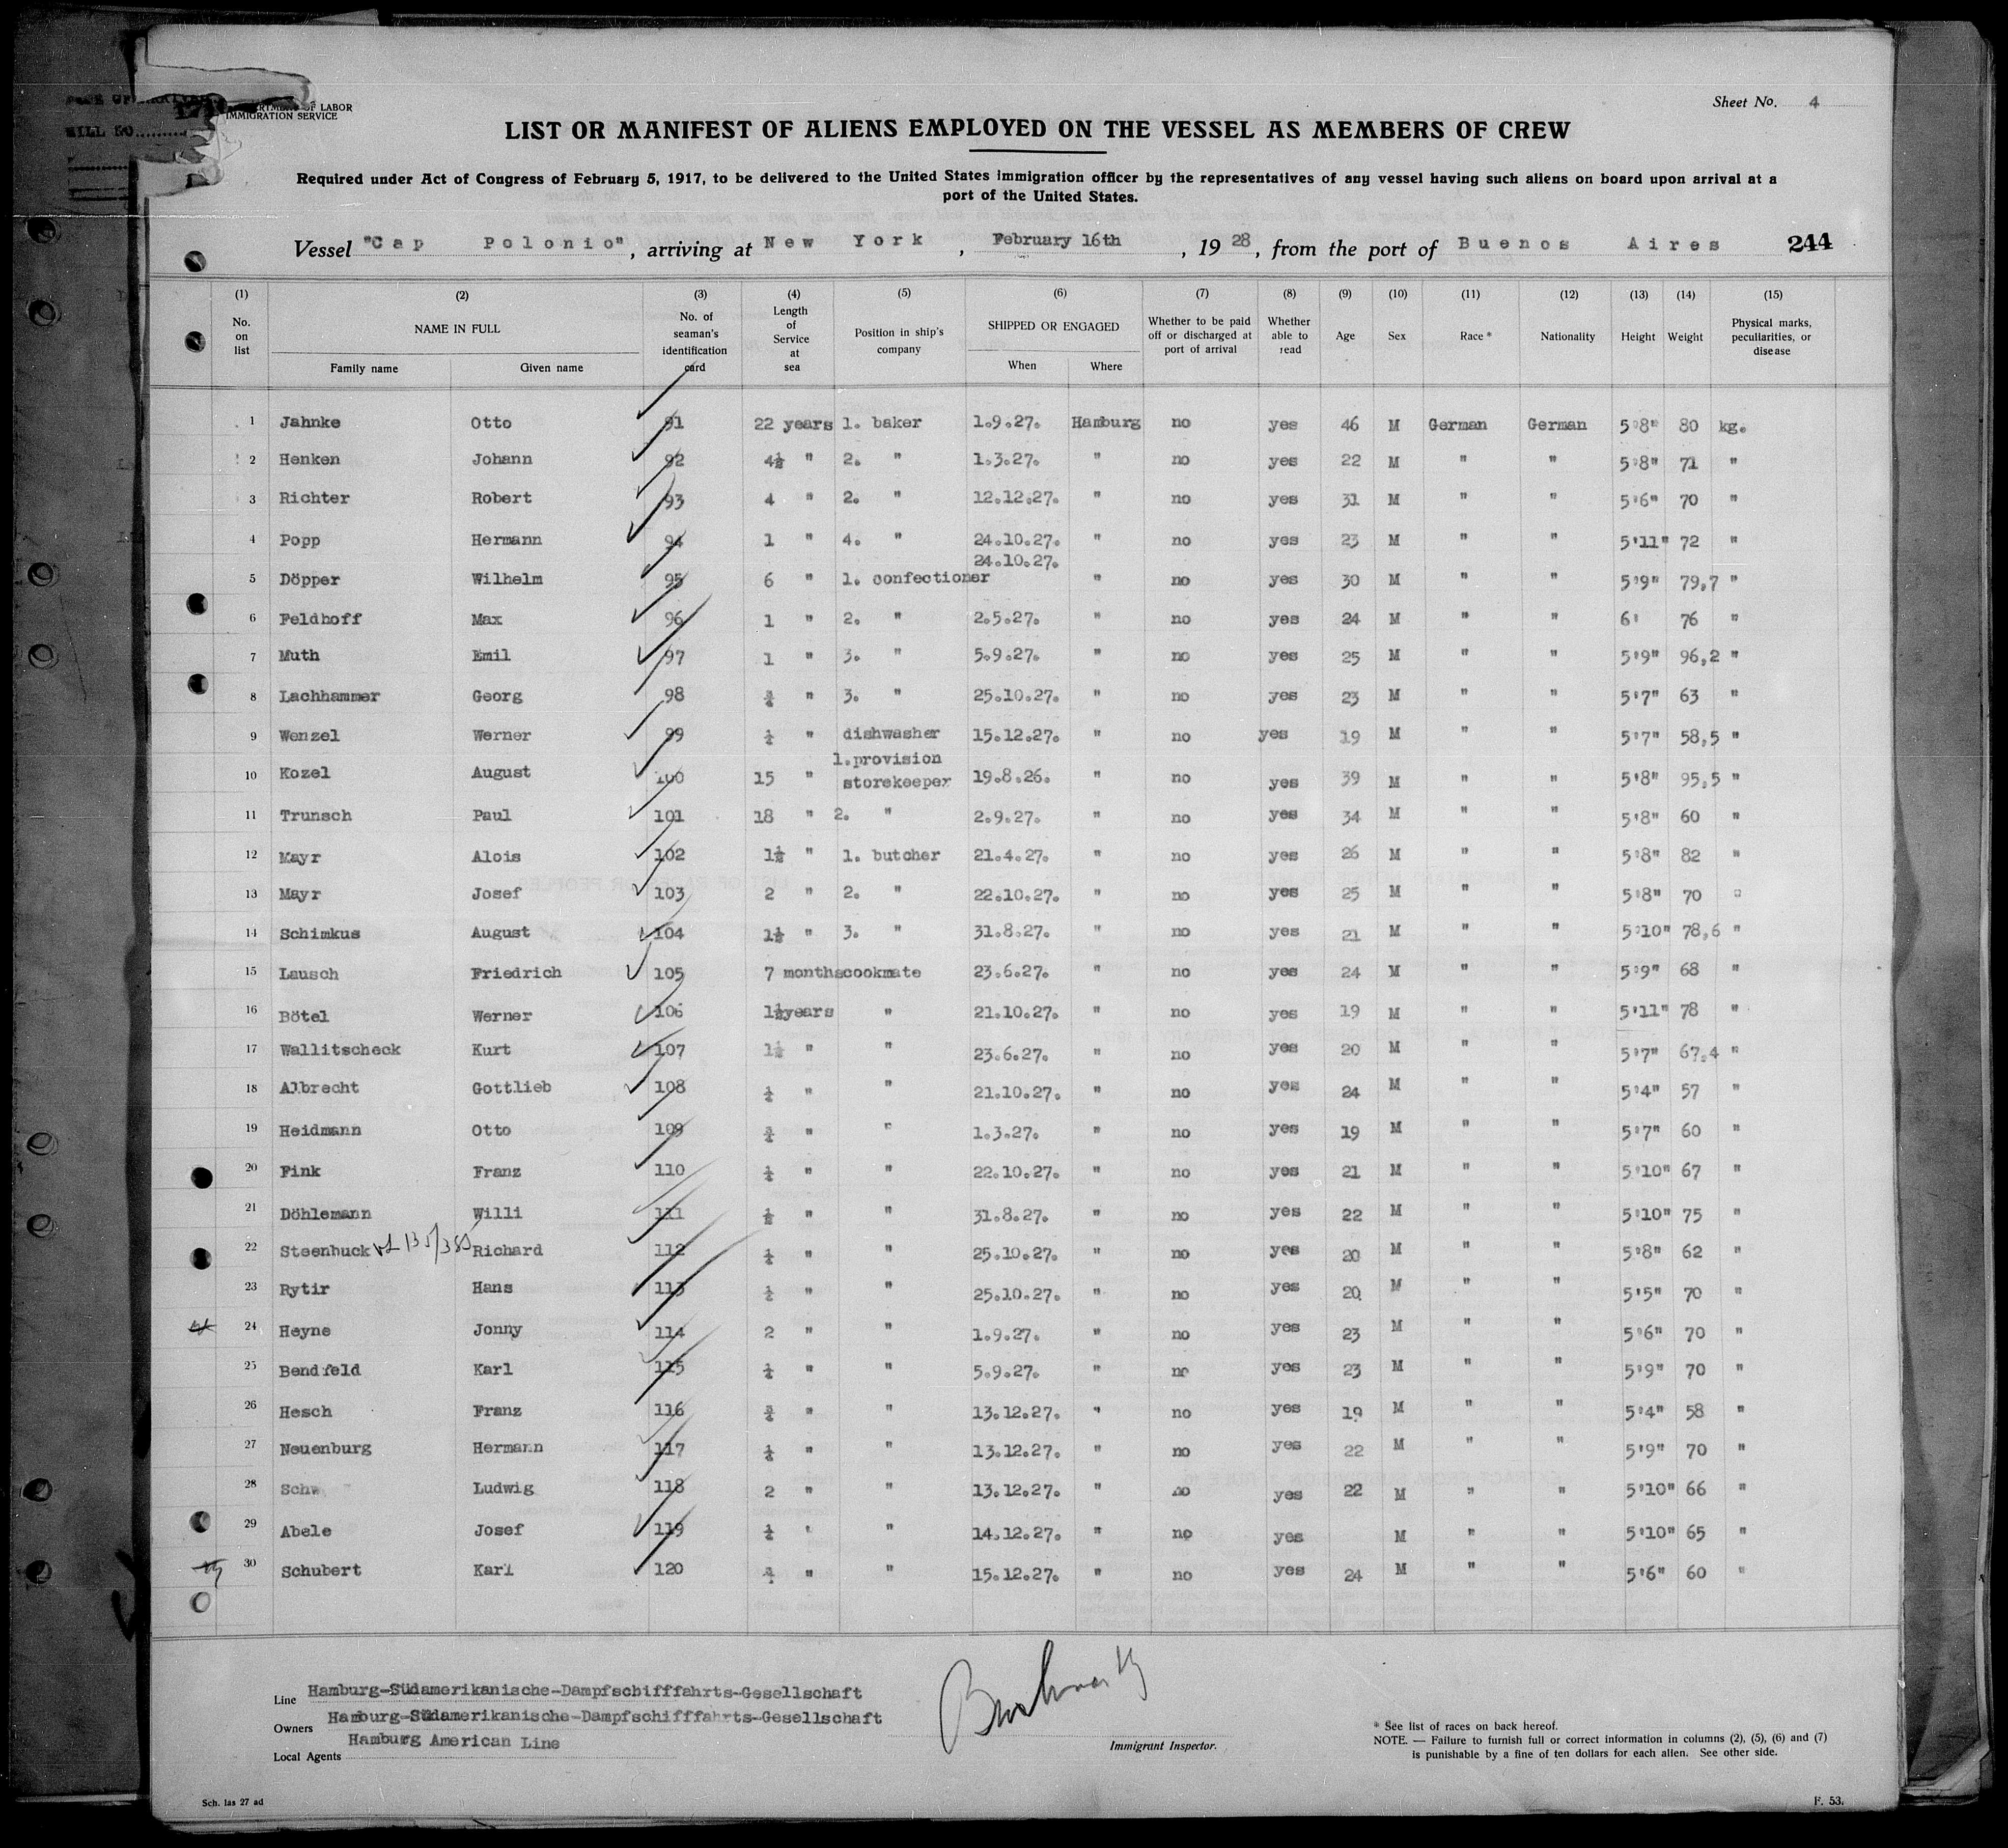 DEPARTMENT OF LABOR
IMMIGRATION SERVICE
Sheet No. 4
LIST OR MANIFEST OF ALIENS EMPLOYED ON THE VESSEL AS MEMBERS OF CREW
Required under Act of Congress of February 5, 1917, to be delivered to the United States immigration officer by the representatives of any vessel having such aliens on board upon arrival at a
port of the United States.
Vessel "Cap Polonio", arriving at New York, February 16th, 1928, from the port of Buenos Aires 244
(1) (2) (3) (4) (5) (6) (7) (8) (9) (10) (11) (12) (13) (14) (15)
No. on list NAME IN FULL Family name Given name No. of seaman's identification card Length of Service at sea Position in ship's company SHIPPED OR ENGAGED When Where Whether to be paid off or discharged at port of arrival Whether able to read Age Sex Race * Nationality Height Weight Physical marks, peculiarities, or disease
1 Jahnke Otto 91 22 years 1. baker 1.9.27. Hamburg no yes 46 M German German 5'8" 80 kg.
2 Henken Johann 92 4½ " 2. " 1.3.27. " no yes 22 M " " 5'8" 71 "
3 Richter Robert 93 4 " 2. " 12.12.27. " no yes 31 M " " 5'6" 70 "
4 Popp Hermann 94 1 " 4. " 24.10.27. " no yes 23 M " " 5'11" 72 "
5 Döpper Wilhelm 95 6 " 1. confectioner 24.10.27. " no yes 30 M " " 5'9" 79,7 "
6 Feldhoff Max 96 1 " 2. " 2.5.27. " no yes 24 M " " 6' 76 "
7 Muth Emil 97 1 " 3. " 5.9.27. " no yes 25 M " " 5'9" 96,2 "
8 Lachhammer Georg 98 " 3. " 25.10.27. " no yes 23 M " " 5'7" 63 "
9 Wenzel Werner 99 " dishwasher 15.12.27. " no yes 19 M " " 5'7" 58,5 "
10 Kozel August 100 15 " 1. provision storekeeper 19.8.26. " no yes 39 M " " 5'8" 95,5 "
11 Trunsch Paul 101 18 " 2. " 2.9.27. " no yes 34 M " " 5'8" 60 "
12 Mayr Alois 102 1½ " 1. butcher 21.4.27. " no yes 26 M " " 5'8" 82 "
13 Mayr Josef 103 2 " 2. " 22.10.27. " no yes 25 M " " 5'8" 70 "
14 Schimkus August 104 1½ " 3. " 31.8.27. " no yes 21 M " " 5'10" 78,6 "
15 Lausch Friedrich 105 7 months cookmate 23.6.27. " no yes 24 M " " 5'9" 68 "
16 Bötel Werner 106 1½ years " 21.10.27. " no yes 19 M " " 5'11" 78 "
17 Wallitscheck Kurt 107 1½ " " 23.6.27. " no yes 20 M " " 5'7" 67,4 "
18 Albrecht Gottlieb 108 " " 21.10.27. " no yes 24 M " " 5'4" 57 "
19 Heidmann Otto 109 " " 1.3.27. " no yes 19 M " " 5'7" 60 "
20 Fink Franz 110 " " 22.10.27. " no yes 21 M " " 5'10" 67 "
21 Döhlemann Willi 111 " " 31.8.27. " no yes 22 M " " 5'10" 75 "
22 Steenbuck Richard 112 " " 25.10.27. " no yes 20 M " " 5'8" 62 "
23 Rytir Hans 113 " " 25.10.27. " no yes 20 M " " 5'5" 70 "
24 Heyne Jonny 114 2 " " 1.9.27. " no yes 23 M " " 5'6" 70 "
25 Bendfeld Karl 115 " " 5.9.27. " no yes 23 M " " 5'9" 70 "
26 Hesch Franz 116 " " 13.12.27. " no yes 19 M " " 5'4" 58 "
27 Neuenburg Hermann 117 " " 13.12.27. " no yes 22 M " " 5'9" 70 "
28 Ludwig 118 2 " " 13.12.27. " no yes 22 M " " 5'10" 66 "
29 Abele Josef 119 ½ " " 14.12.27. " no yes M " " 5'10" 65 "
30 Schubert Karl 120 " " 15.12.27. " no yes 24 M " " 5'6" 60 "
Line Hamburg-Südamerikanische-Dampfschifffahrts-Gesellschaft
Owners Hamburg-Südamerikanische-Dampfschifffahrts-Gesellschaft
Local Agents Hamburg American Line
Immigrant Inspector.
* See list of races on back hereof.
NOTE. — Failure to furnish full or correct information in columns (2), (5), (6) and (7)
is punishable by a fine of ten dollars for each alien. See other side.
Sch. las 27 ad
F. 53.